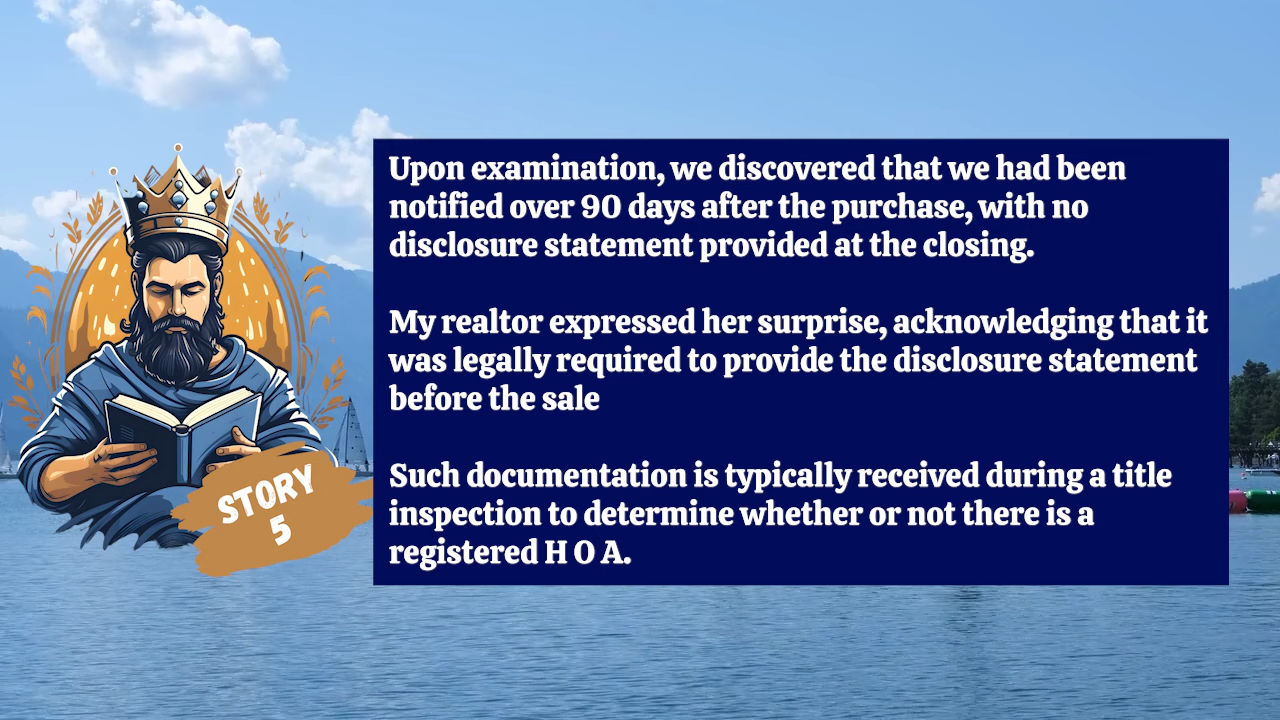 Upon examination, we discovered that we had been
notified over 90 days after the purchase, with no
disclosure statement provided at the closing.
My realtor expressed her surprise, acknowledging that it
was legally required to provide the disclosure statement
before the sale
Such documentation is typically received during a title
inspection to determine whether or not there is a
registered H O A.
STORY
5